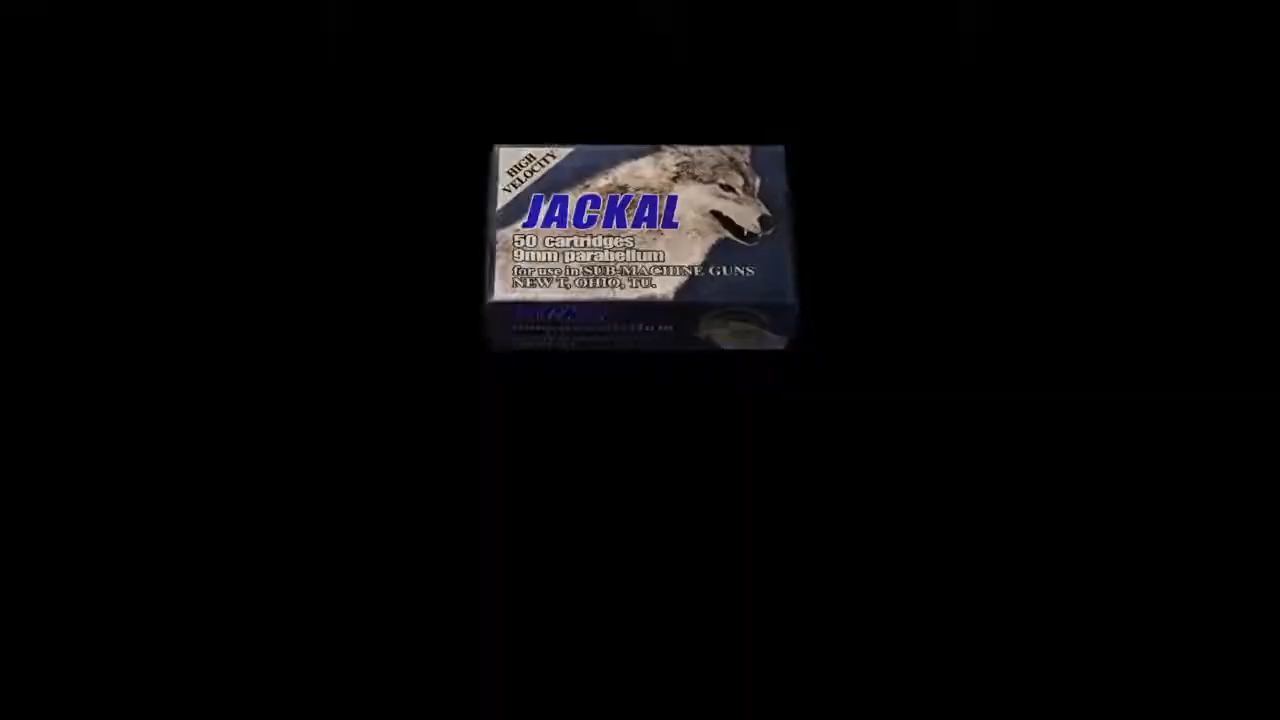 HIGH
VELOCITY
JACKAL
50 cartridges
9mm parabellum
for use in SUB-MACHINE GUNS
NEW T, OHIO, TU.